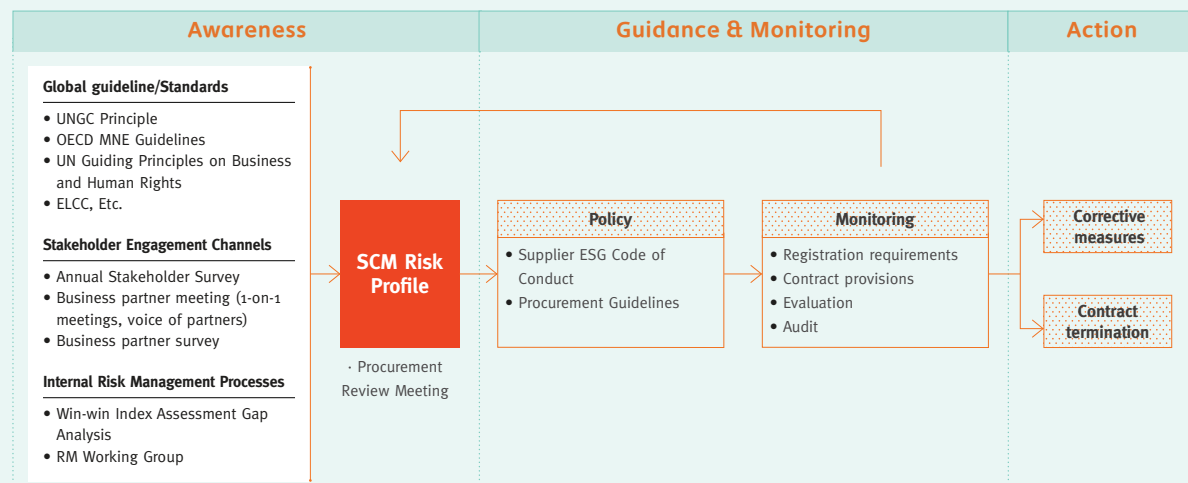 Awareness
Guidance & Monitoring
Action
Global guideline/Standards
• UNGC Principle
• OECD MNE Guidelines
• UN Guiding Principles on Business
and Human Rights
• ELCC, Etc.
Stakeholder Engagement Channels
• Annual Stakeholder Survey
• Business partner meeting (1-on-1
meetings, voice of partners)
• Business partner survey
Internal Risk Management Processes
• Win-win Index Assessment Gap
Analysis
• RM Working Group
SCM Risk
Profile
· Procurement
Review Meeting
Policy
• Supplier ESG Code of
Conduct
• Procurement Guidelines
Monitoring
• Registration requirements
• Contract provisions
• Evaluation
• Audit
Corrective
measures
Contract
termination